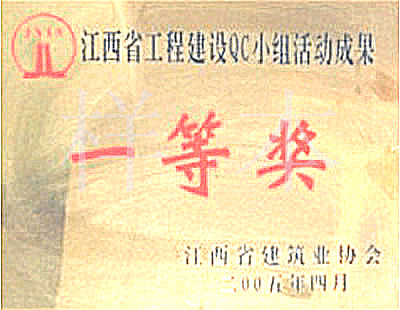 江西省工程建设QC小组活动成果
一等奖
江西省建筑业协会
二00五年四月